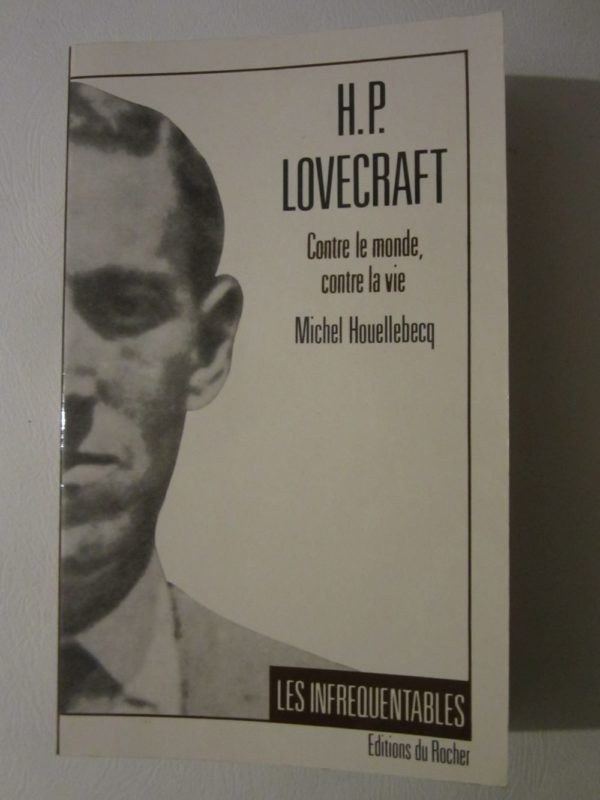 H.P.
LOVECRAFT
Contre le monde,
contre la vie
Michel Houellebecq
LES INFREQUENTABLES
Editions du Rocher